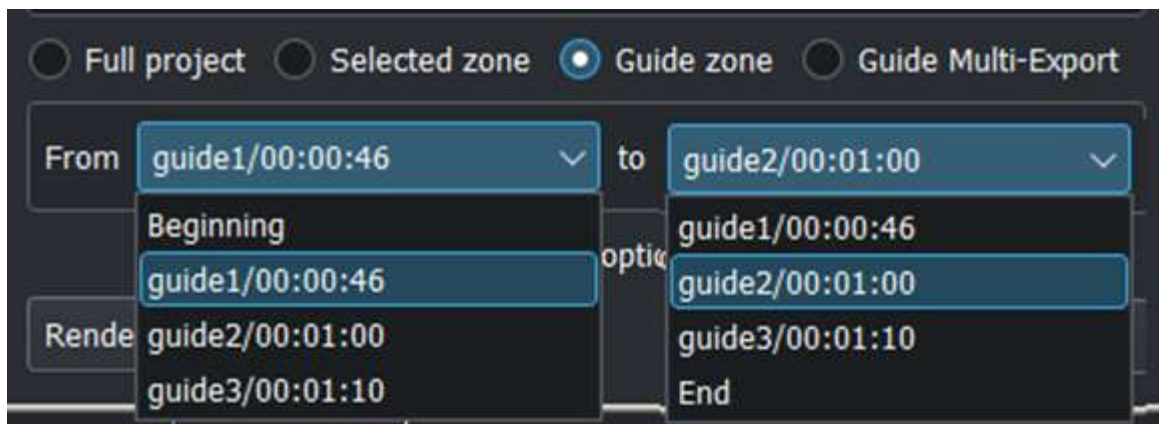 Full project Selected zone Guide zone Guide Multi-Export
From guide1/00:00:46 to guide2/00:01:00
Beginning
guide1/00:00:46
guide2/00:01:00
guide3/00:01:10
guide1/00:00:46
guide2/00:01:00
guide3/00:01:10
End